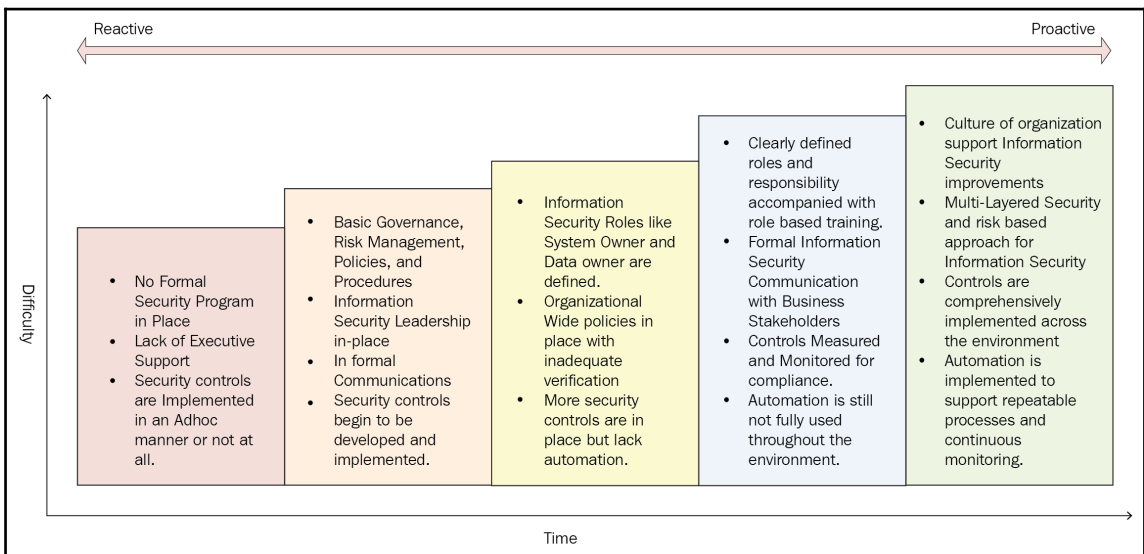 Reactive
Proactive
Difficulty
No Formal
Security Program
in Place
Lack of Executive
Support
Security controls
are Implemented
in an Adhoc
manner or not at
all.
Basic Governance,
Risk Management,
Policies, and
Procedures
Information
Security Leadership
in-place
In formal
Communications
Security controls
begin to be
developed and
implemented.
Information
Security Roles like
System Owner and
Data owner are
defined.
Organizational
Wide policies in
place with
inadequate
verification
More security
controls are in
place but lack
automation.
Clearly defined
roles and
responsibility
accompanied with
role based training.
Formal Information
Security
Communication
with Business
Stakeholders
Controls Measured
and Monitored for
compliance.
Automation is still
not fully used
throughout the
environment.
Culture of organization
support Information
Security
improvements
Multi-Layered Security
and risk based
approach for
Information Security
Controls are
comprehensively
implemented across
the environment
Automation is
implemented to
support repeatable
processes and
continuous
monitoring.
Time